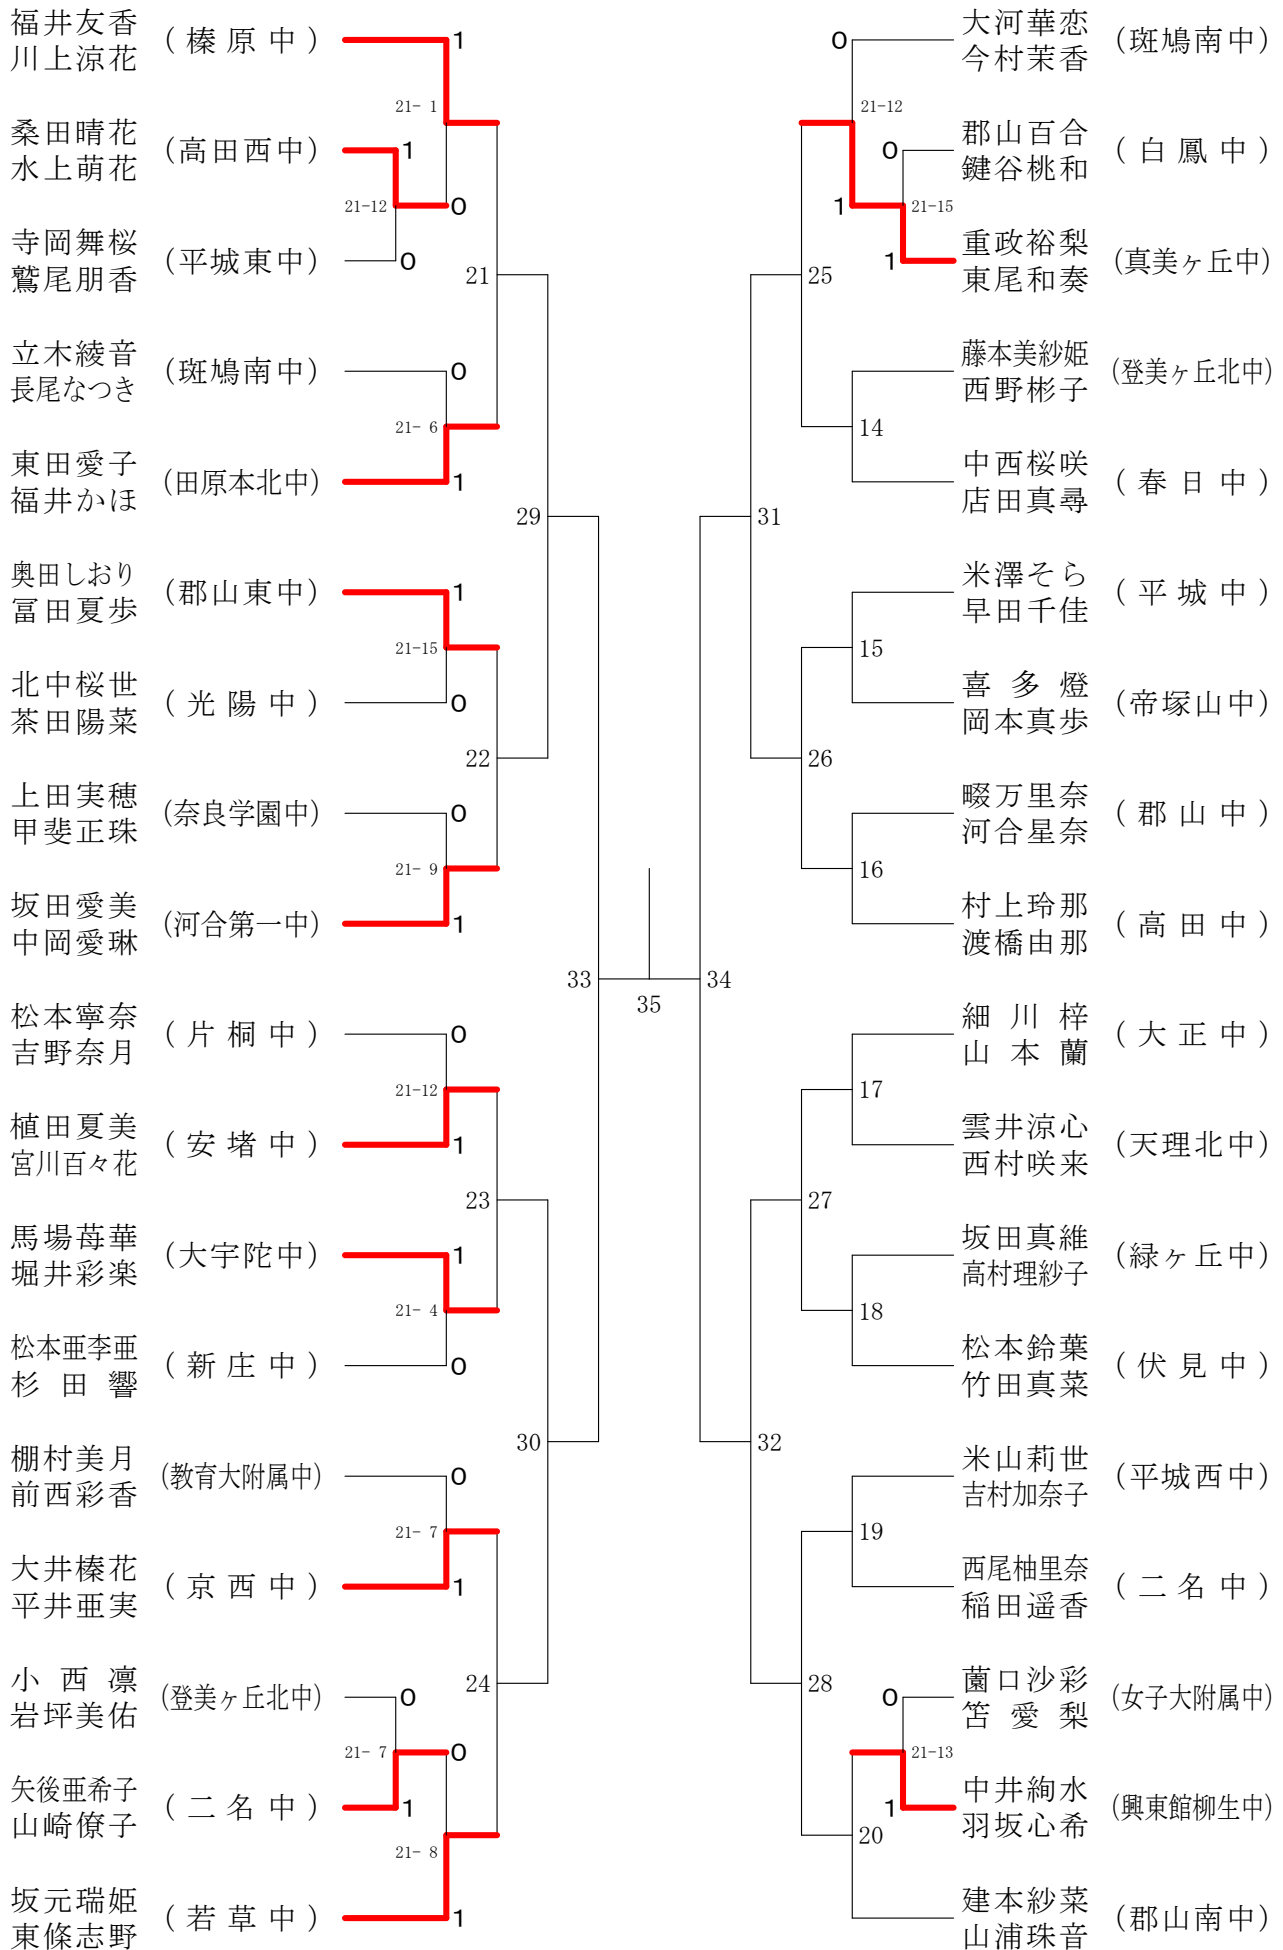 福井友香
川上涼花
(榛原中)
1
21- 1
桑田晴花
水上萌花
(高田西中)
1
21-12
0
寺岡舞桜
鷲尾朋香
(平城東中)
0
21
立木綾音
長尾なつき
(斑鳩南中)
0
21- 6
東田愛子
福井かほ
(田原本北中)
1
29
奥田しおり
冨田夏歩
(郡山東中)
1
21-15
北中桜世
茶田陽菜
(光陽中)
0
22
上田実穂
甲斐正珠
(奈良学園中)
0
21- 9
坂田愛美
中岡愛琳
(河合第一中)
1
33
35
松本寧奈
吉野奈月
(片桐中)
0
21-12
植田夏美
宮川百々花
(安堵中)
1
23
馬場苺華
堀井彩楽
(大宇陀中)
1
21- 4
松本亜李亜
杉田響
(新庄中)
0
30
棚村美月
前西彩香
(教育大附属中)
0
21- 7
大井榛花
平井亜実
(京西中)
1
24
小西凛
岩坪美佑
(登美ヶ丘北中)
0
21- 7
0
矢後亜希子
山崎僚子
(二名中)
1
21- 8
坂元瑞姫
東條志野
(若草中)
1
0
大河華恋
今村茉香
(斑鳩南中)
21-12
0
郡山百合
鍵谷桃和
(白鳳中)
1
21-15
1
重政裕梨
東尾和奏
(真美ヶ丘中)
25
藤本美紗姫
西野彬子
(登美ヶ丘北中)
14
中西桜咲
店田真尋
(春日中)
31
米澤そら
早田千佳
(平城中)
15
喜多燈
岡本真歩
(帝塚山中)
26
畷万里奈
河合星奈
(郡山中)
16
村上玲那
渡橋由那
(高田中)
34
細川梓
山本蘭
(大正中)
17
雲井涼心
西村咲来
(天理北中)
27
坂田真維
高村理紗子
(緑ヶ丘中)
18
松本鈴葉
竹田真菜
(伏見中)
32
米山莉世
吉村加奈子
(平城西中)
19
西尾柚里奈
稲田遥香
(二名中)
28
0
薗口沙彩
笘愛梨
(女子大附属中)
21-13
1
中井絢水
羽坂心希
(興東館柳生中)
20
建本紗菜
山浦珠音
(郡山南中)